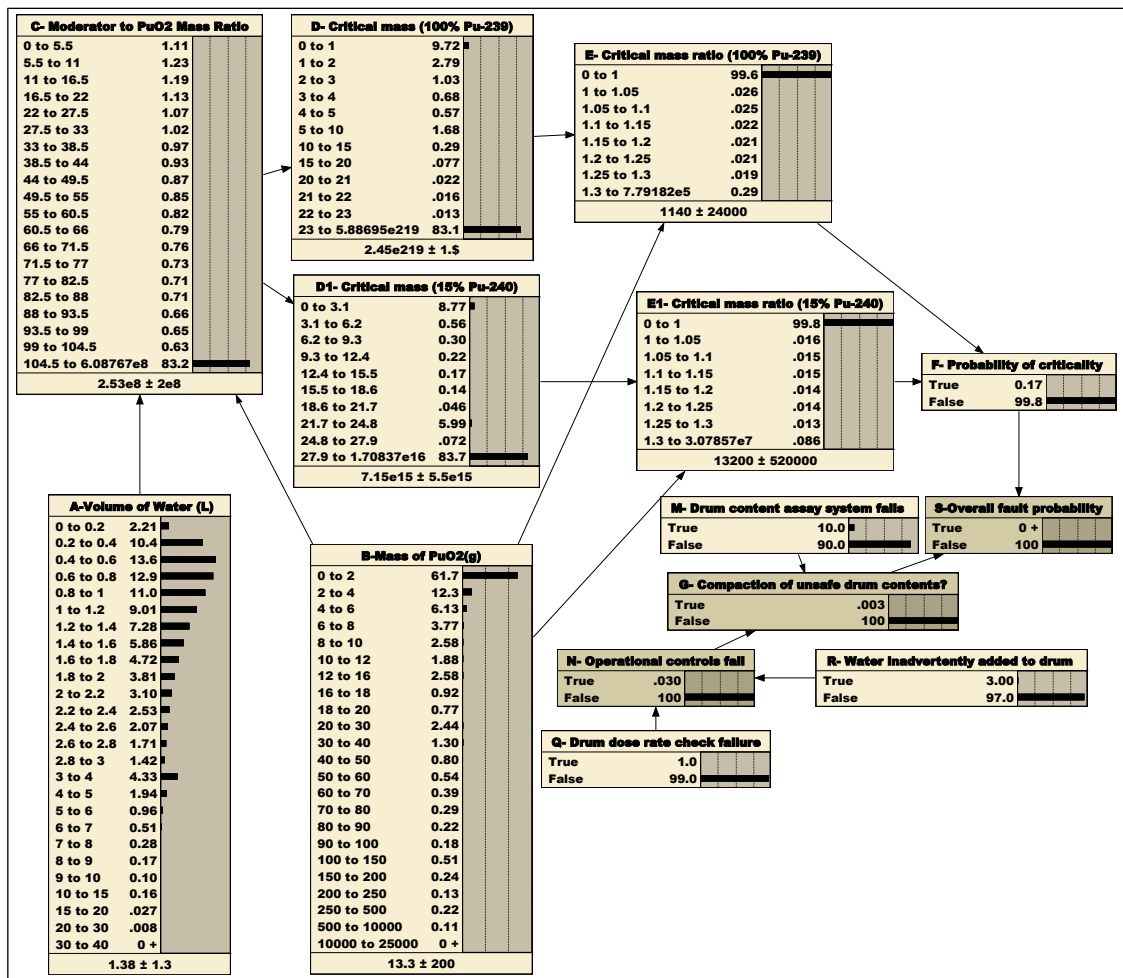 C- Moderator to PuO2 Mass Ratio
0 to 5.5 1.11
5.5 to 11 1.23
11 to 16.5 1.19
16.5 to 22 1.13
22 to 27.5 1.07
27.5 to 33 1.02
33 to 38.5 0.97
38.5 to 44 0.93
44 to 49.5 0.87
49.5 to 55 0.85
55 to 60.5 0.82
60.5 to 66 0.79
66 to 71.5 0.76
71.5 to 77 0.73
77 to 82.5 0.71
82.5 to 88 0.71
88 to 93.5 0.66
93.5 to 99 0.65
99 to 104.5 0.63
104.5 to 6.08767e8 83.2
2.53e8 ± 2e8
D- Critical mass (100% Pu-239)
0 to 1 9.72
1 to 2 2.79
2 to 3 1.03
3 to 4 0.68
4 to 5 0.57
5 to 10 1.68
10 to 15 0.29
15 to 20 .077
20 to 21 .022
21 to 22 .016
22 to 23 .013
23 to 5.88695e219 83.1
2.45e219 ± 1.$
E- Critical mass ratio (100% Pu-239)
0 to 1 99.6
1 to 1.05 .026
1.05 to 1.1 .025
1.1 to 1.15 .022
1.15 to 1.2 .021
1.2 to 1.25 .021
1.25 to 1.3 .019
1.3 to 7.79182e5 0.29
1140 ± 24000
D1- Critical mass (15% Pu-240)
0 to 3.1 8.77
3.1 to 6.2 0.56
6.2 to 9.3 0.30
9.3 to 12.4 0.22
12.4 to 15.5 0.17
15.5 to 18.6 0.14
18.6 to 21.7 .046
21.7 to 24.8 5.99
24.8 to 27.9 .072
27.9 to 1.70837e16 83.7
7.15e15 ± 5.5e15
E1- Critical mass ratio (15% Pu-240)
0 to 1 99.8
1 to 1.05 .016
1.05 to 1.1 .015
1.1 to 1.15 .015
1.15 to 1.2 .014
1.2 to 1.25 .014
1.25 to 1.3 .013
1.3 to 3.07857e7 .086
13200 ± 520000
F- Probability of criticality
True 0.17
False 99.8
A-Volume of Water (L)
0 to 0.2 2.21
0.2 to 0.4 10.4
0.4 to 0.6 13.6
0.6 to 0.8 12.9
0.8 to 1 11.0
1 to 1.2 9.01
1.2 to 1.4 7.28
1.4 to 1.6 5.86
1.6 to 1.8 4.72
1.8 to 2 3.81
2 to 2.2 3.10
2.2 to 2.4 2.53
2.4 to 2.6 2.07
2.6 to 2.8 1.71
2.8 to 3 1.42
3 to 4 4.33
4 to 5 1.94
5 to 6 0.96
6 to 7 0.51
7 to 8 0.28
8 to 9 0.17
9 to 10 0.10
10 to 15 0.16
15 to 20 .027
20 to 30 .008
30 to 40 0 +
1.38 ± 1.3
B-Mass of PuO2(g)
0 to 2 61.7
2 to 4 12.3
4 to 6 6.13
6 to 8 3.77
8 to 10 2.58
10 to 12 1.88
12 to 16 2.58
16 to 18 0.92
18 to 20 0.77
20 to 30 2.44
30 to 40 1.30
40 to 50 0.80
50 to 60 0.54
60 to 70 0.39
70 to 80 0.29
80 to 90 0.22
90 to 100 0.18
100 to 150 0.51
150 to 200 0.24
200 to 250 0.13
250 to 500 0.22
500 to 10000 0.11
10000 to 25000 0 +
13.3 ± 200
M- Drum content assay system fails
True 10.0
False 90.0
S-Overall fault probability
True 0 +
False 100
G- Compaction of unsafe drum contents?
True .003
False 100
N- Operational controls fail
True .030
False 100
R- Water inadvertently added to drum
True 3.00
False 97.0
Q- Drum dose rate check failure
True 1.0
False 99.0